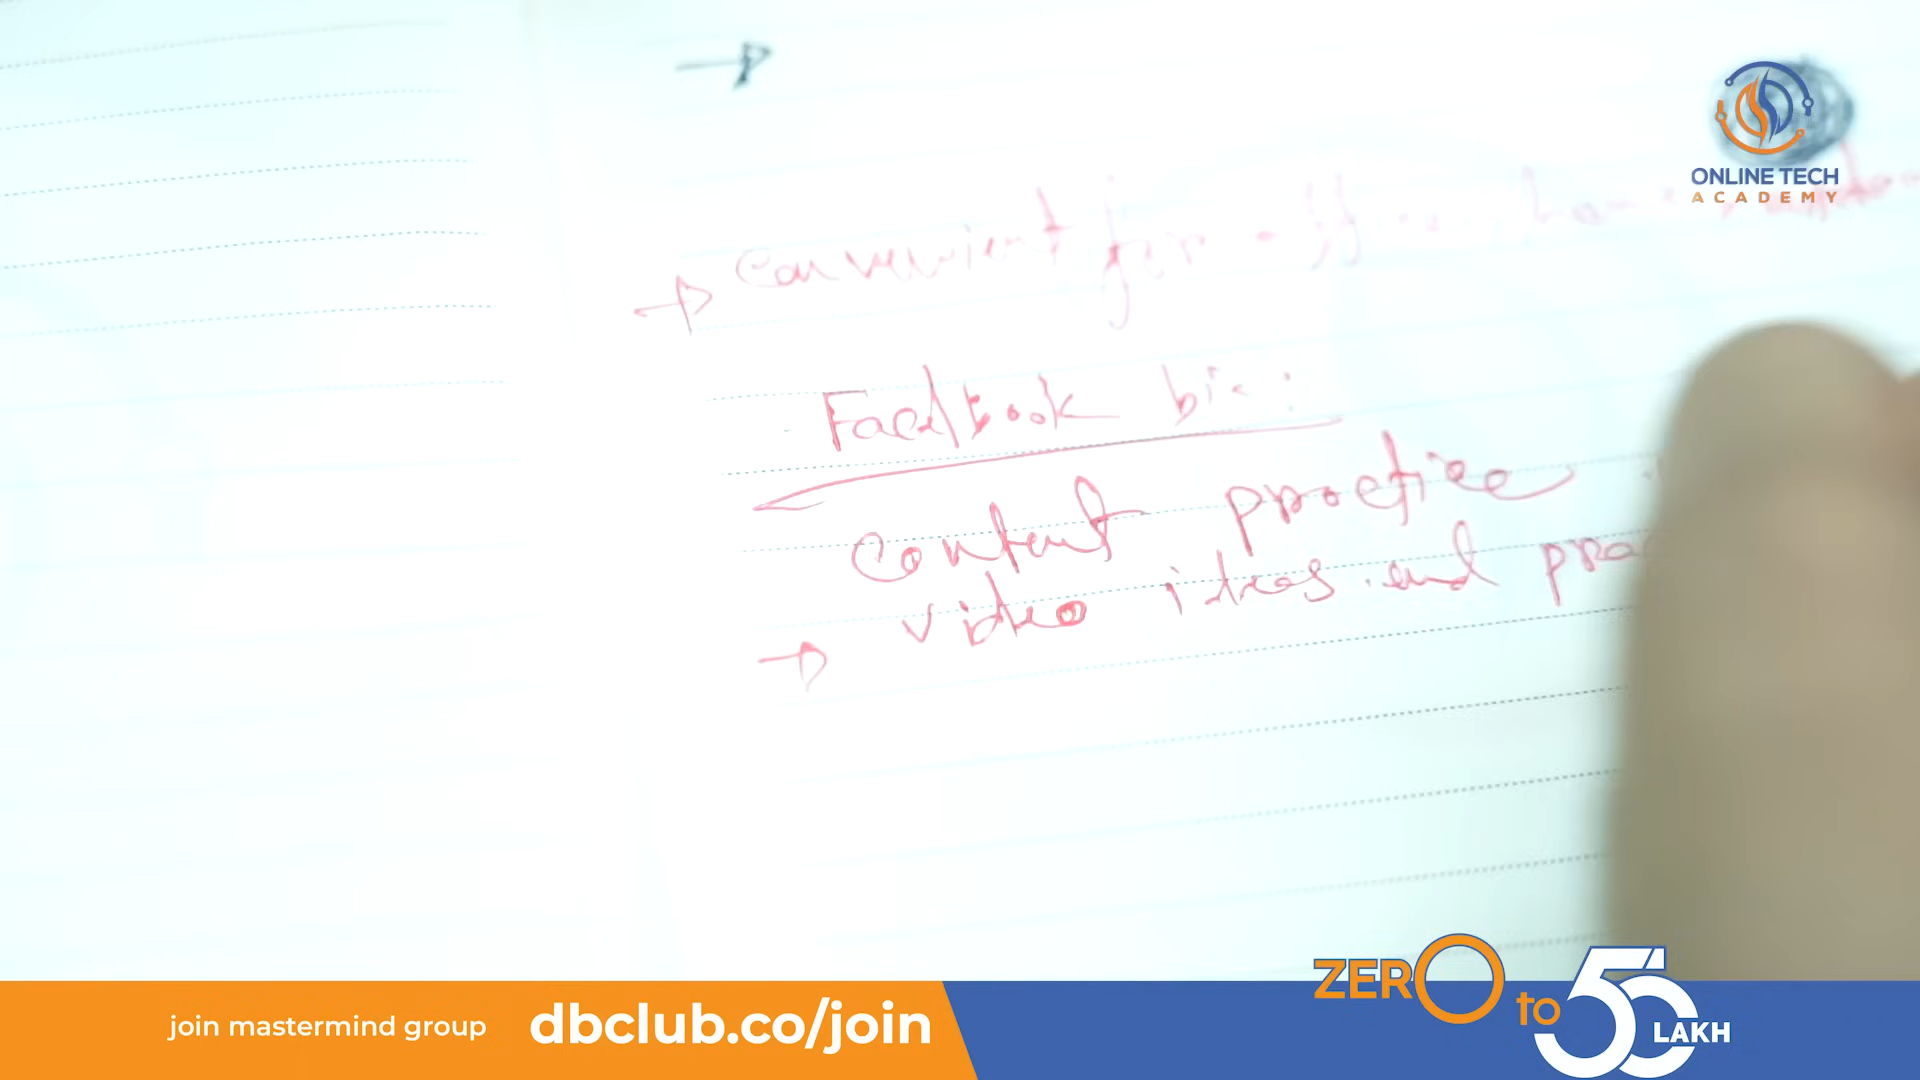 ONLINE TECH
ACADEMY
convenient for
Facebook
content practice
video ideas and
join mastermind group
dbclub.co/join
ZERO to 50 LAKH